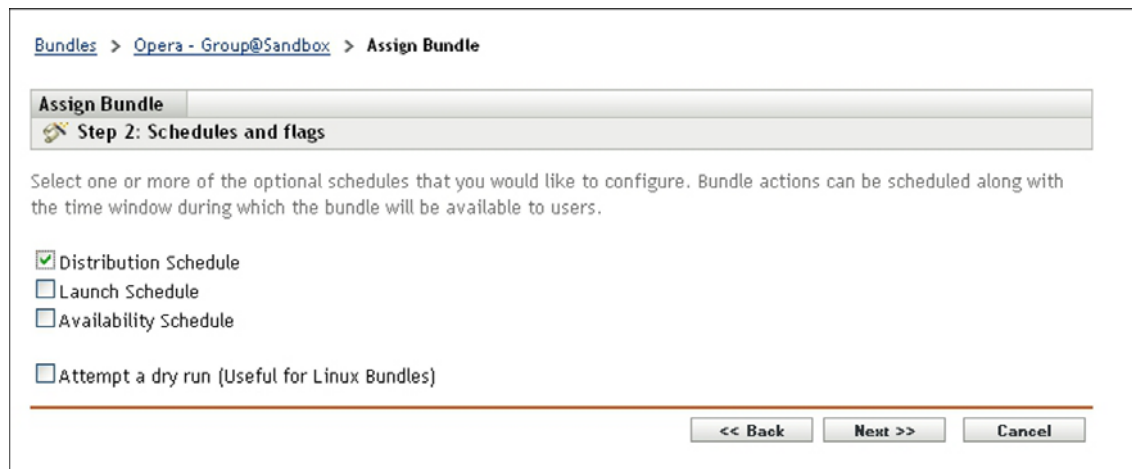 Bundles > Opera - Group@Sandbox > Assign Bundle
Assign Bundle
Step 2: Schedules and flags
Select one or more of the optional schedules that you would like to configure. Bundle actions can be scheduled along with
the time window during which the bundle will be available to users.
Distribution Schedule
Launch Schedule
Availability Schedule
Attempt a dry run (Useful for Linux Bundles)
<< Back Next >> Cancel